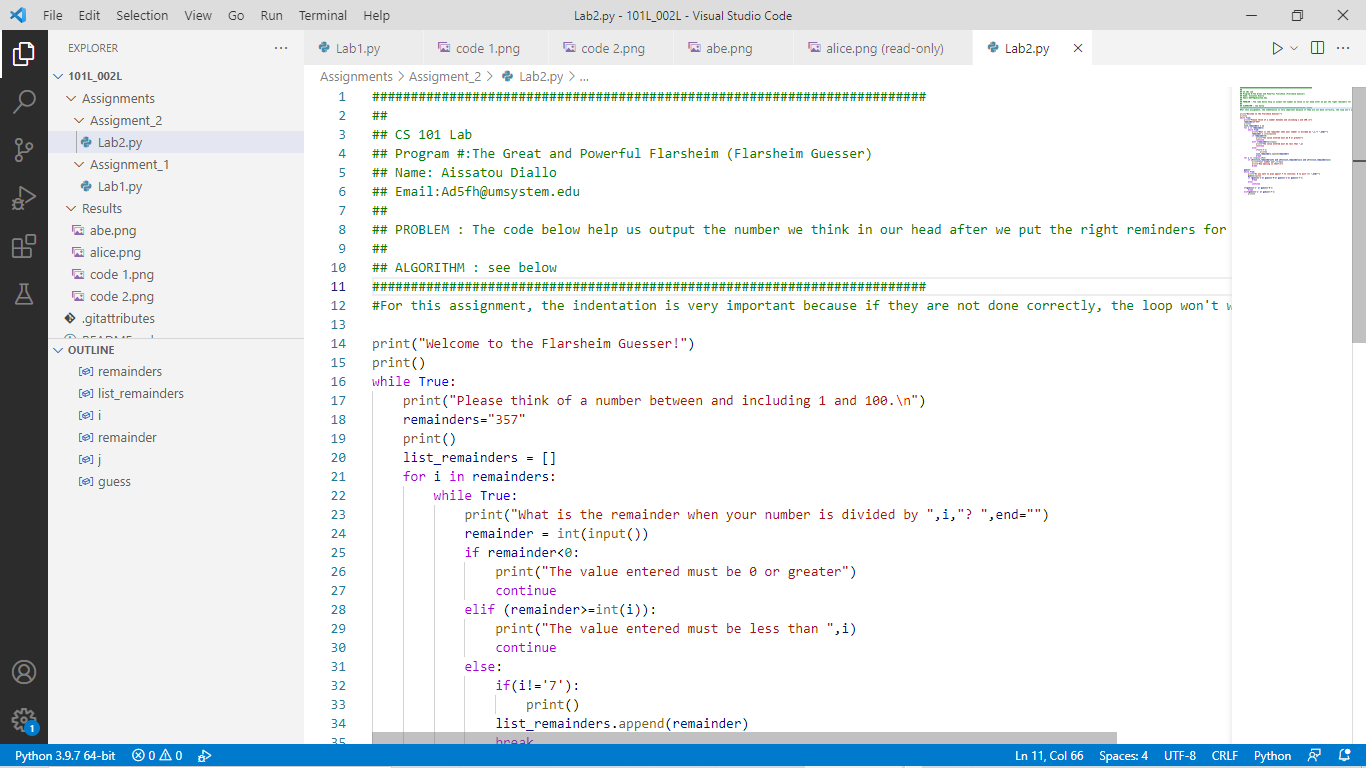 File Edit Selection View Go Run Terminal Help Lab2.py - 101L_002L - Visual Studio Code
EXPLORER
Lab1.py code 1.png code 2.png abe.png alice.png (read-only) Lab2.py
101L_002L
Assignments
Assigment_2
Lab2.py
Assignment_1
Lab1.py
Results
abe.png
alice.png
code 1.png
code 2.png
.gitattributes
OUTLINE
remainders
list_remainders
i
remainder
j
guess
1
Assignments > Assigment_2 > Lab2.py > ...
1 #######################################################################
2 ##
3 ## CS 101 Lab
4 ## Program #:The Great and Powerful Flarsheim (Flarsheim Guesser)
5 ## Name: Aissatou Diallo
6 ## Email:Ad5fh@umsystem.edu
7 ##
8 ## PROBLEM : The code below help us output the number we think in our head after we put the right reminders for
9 ##
10 ## ALGORITHM : see below
11 #######################################################################
12 #For this assignment, the indentation is very important because if they are not done correctly, the loop won't w
13
14 print("Welcome to the Flarsheim Guesser!")
15 print()
16 while True:
17     print("Please think of a number between and including 1 and 100.\n")
18     remainders="357"
19     print()
20     list_remainders = []
21     for i in remainders:
22         while True:
23             print("What is the remainder when your number is divided by ",i,"? ",end="")
24             remainder = int(input())
25             if remainder<0:
26                 print("The value entered must be 0 or greater")
27                 continue
28             elif (remainder>=int(i)):
29                 print("The value entered must be less than ",i)
30                 continue
31             else:
32                 if(i!='7'):
33                     print()
34                 list_remainders.append(remainder)
35                 break
Python 3.9.7 64-bit 0 0 Ln 11, Col 66 Spaces: 4 UTF-8 CRLF Python